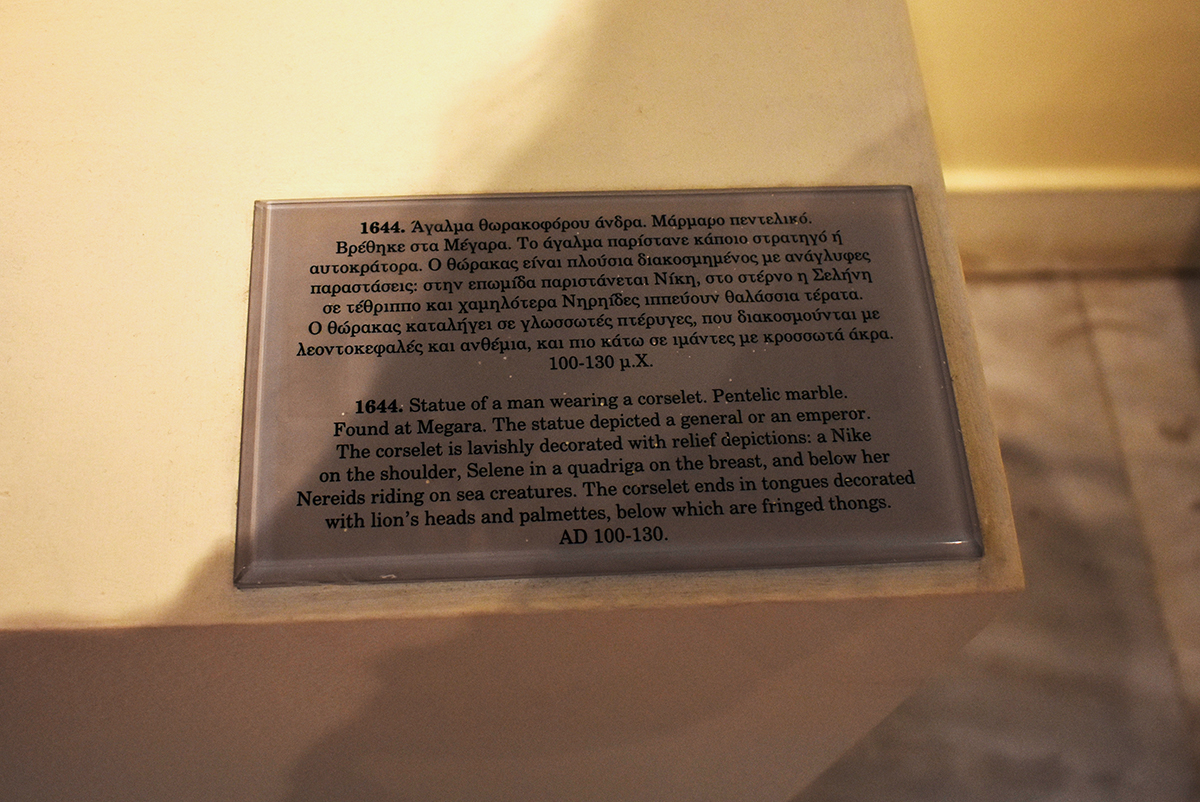 1644. Άγαλμα θωρακοφόρου άνδρα. Μάρμαρο πεντελικό.
Βρέθηκε στα Μέγαρα. Το άγαλμα παρίστανε κάποιο στρατηγό ή
αυτοκράτορα. Ο θώρακας είναι πλούσια διακοσμημένος με ανάγλυφες
παραστάσεις: στην επωμίδα παριστάνεται Νίκη, στο στέρνο η Σελήνη
σε τέθριππο και χαμηλότερα Νηρηίδες ιππεύουν θαλάσσια τέρατα.
Ο θώρακας καταλήγει σε γλωσσωτές πτέρυγες, που διακοσμούνται με
λεοντοκεφαλές και ανθέμια, και πιο κάτω σε ιμάντες με κροσσωτά άκρα.
100-130 μ.Χ.
1644. Statue of a man wearing a corselet. Pentelic marble.
Found at Megara. The statue depicted a general or an emperor.
The corselet is lavishly decorated with relief depictions: a Nike
on the shoulder, Selene in a quadriga on the breast, and below her
Nereids riding on sea creatures. The corselet ends in tongues decorated
with lion's heads and palmettes, below which are fringed thongs.
AD 100-130.